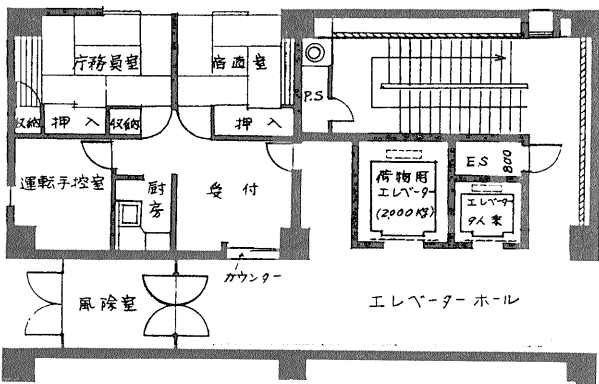 庁務員室
宿直室
P.S
収納
押入
収納
押入
運転手控室
厨房
受付
荷物用
エレベーター
(2000Kg)
ES
800
エレベーター
9人乗
カウンター
風除室
エレベーターホール